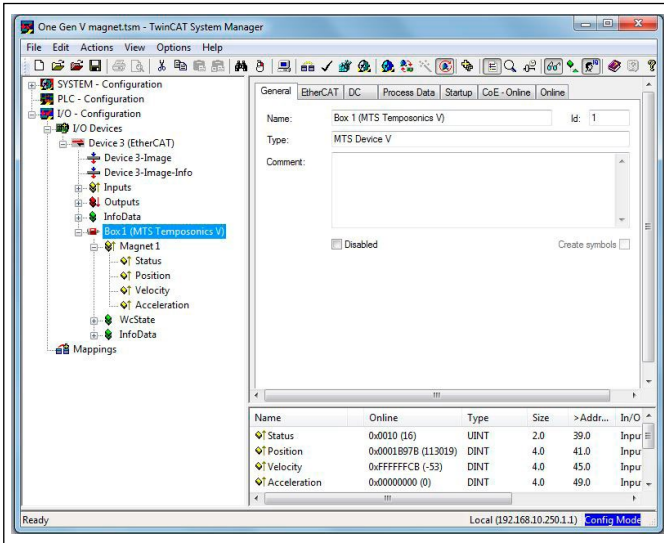 One Gen V magnet.tsm - TwinCAT System Manager
File Edit Actions View Options Help
SYSTEM - Configuration
PLC - Configuration
I/O - Configuration
I/O Devices
Device 3 (EtherCAT)
Device 3-Image
Device 3-Image-Info
Inputs
Outputs
InfoData
Box 1 (MTS Temposonics V)
Magnet 1
Status
Position
Velocity
Acceleration
WcState
InfoData
Mappings
General EtherCAT DC Process Data Startup CoE - Online Online
Name: Box 1 (MTS Temposonics V) Id: 1
Type: MTS Device V
Comment:
Disabled Create symbols
Name Online Type Size >Addr... In/O
Status 0x0010 (16) UINT 2.0 39.0 Input
Position 0x0001B97B (113019) DINT 4.0 41.0 Input
Velocity 0xFFFFFFCB (-53) DINT 4.0 45.0 Input
Acceleration 0x00000000 (0) DINT 4.0 49.0 Input
Ready Local (192.168.10.250.1.1) Config Mode